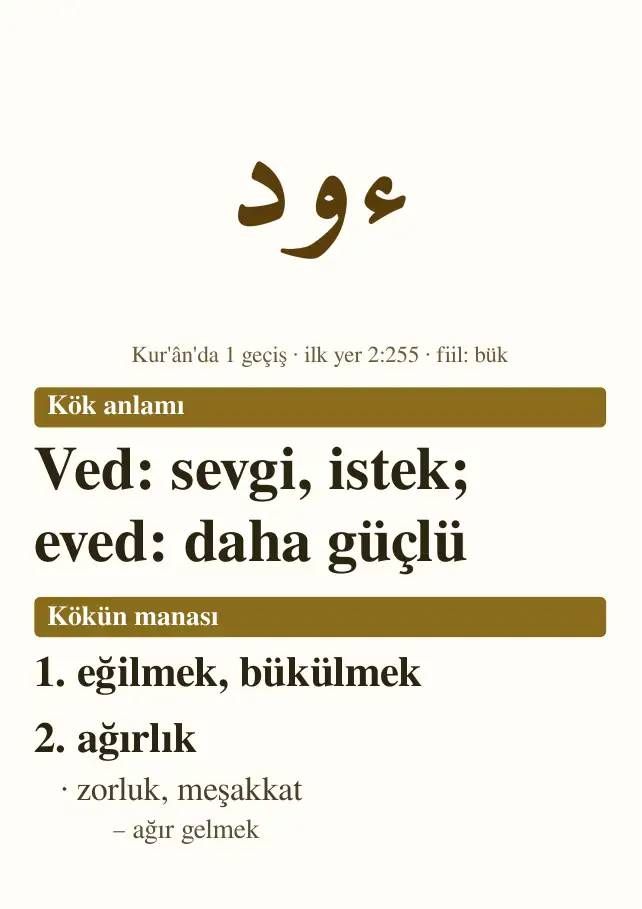 ءود
Kur'ân'da 1 geçiş · ilk yer 2:255 · fiil: bük
Kök anlamı
Ved: sevgi, istek;
eved: daha güçlü
Kökün manası
1. eğilmek, bükülmek
2. ağırlık
· zorluk, meşakkat
– ağır gelmek